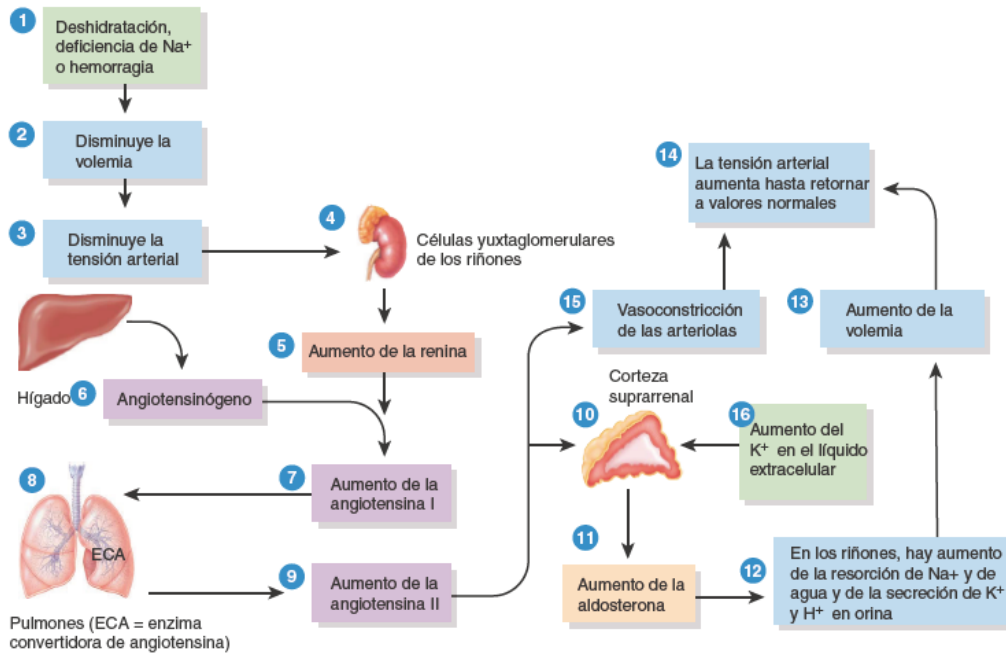 1
Deshidratación,
deficiencia de Na⁺
o hemorragia
2
Disminuye la
volemia
3
Disminuye la
tensión arterial
4
Células yuxtaglomerulares
de los riñones
5
Aumento de la renina
Hígado
6
Angiotensinógeno
7
Aumento de la
angiotensina I
8
ECA
Pulmones (ECA = enzima
convertidora de angiotensina)
9
Aumento de la
angiotensina II
10
Corteza
suprarrenal
11
Aumento de la
aldosterona
12
En los riñones, hay aumento
de la resorción de Na+ y de
agua y de la secreción de K⁺
y H⁺ en orina
13
Aumento de la
volemia
14
La tensión arterial
aumenta hasta retornar
a valores normales
15
Vasoconstricción
de las arteriolas
16
Aumento del
K⁺ en el líquido
extracelular